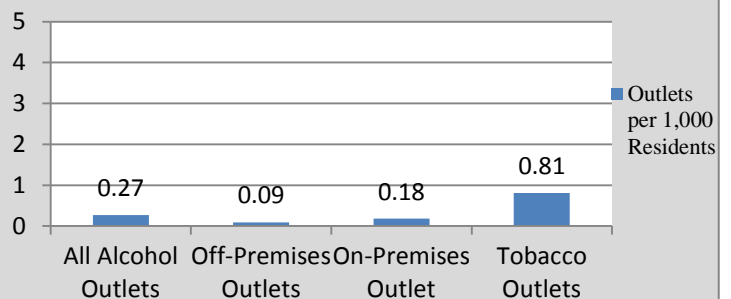 5
4
3
2
1
0
0.27
0.09
0.18
0.81
All Alcohol Outlets
Off-Premises Outlets
On-Premises Outlet
Tobacco Outlets
Outlets
per 1,000
Residents